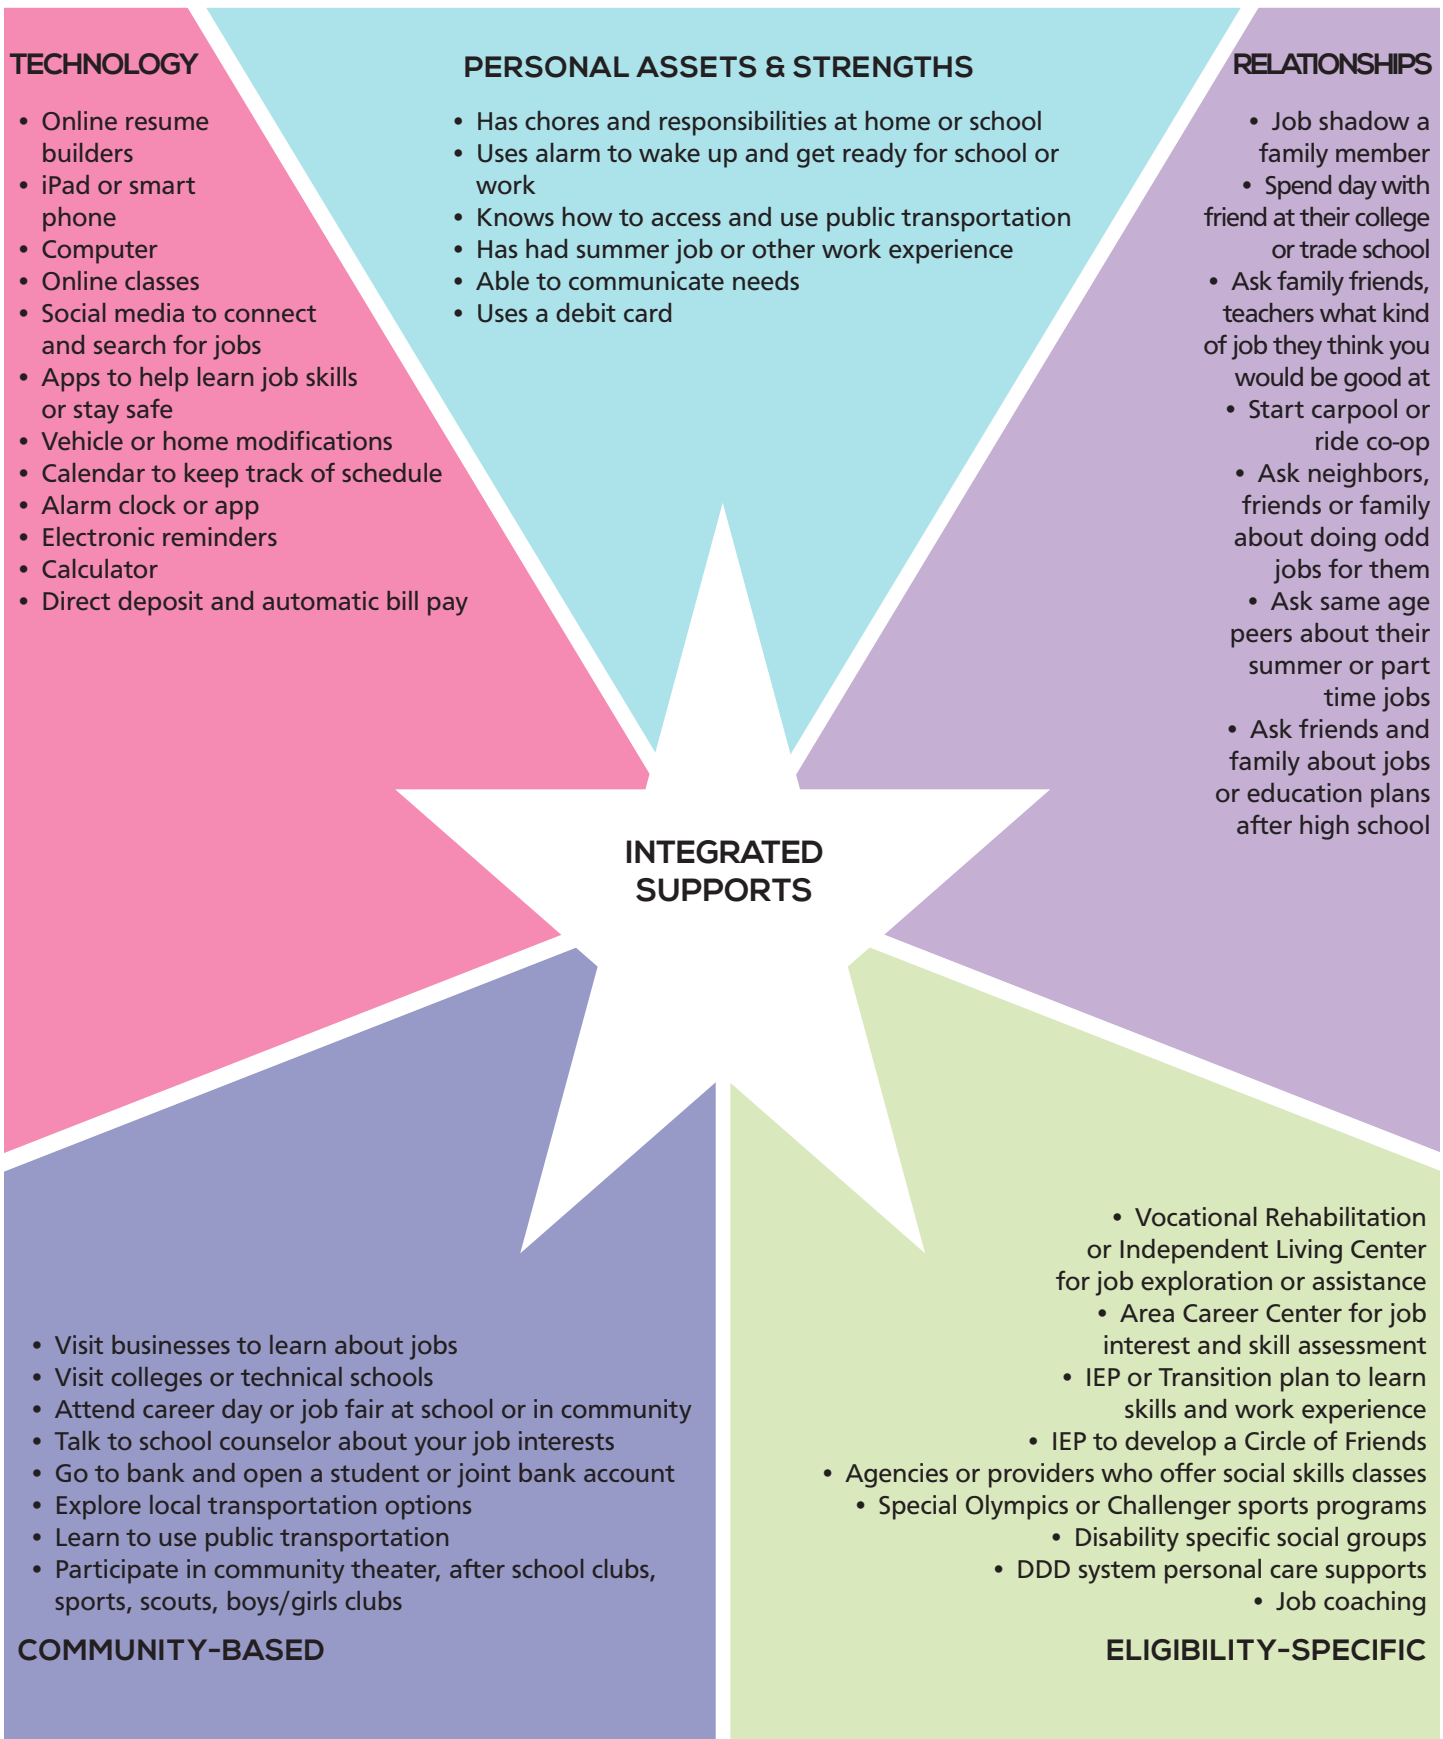 TECHNOLOGY
• Online resume
builders
• iPad or smart
phone
• Computer
• Online classes
• Social media to connect
and search for jobs
• Apps to help learn job skills
or stay safe
• Vehicle or home modifications
• Calendar to keep track of schedule
• Alarm clock or app
• Electronic reminders
• Calculator
• Direct deposit and automatic bill pay
PERSONAL ASSETS & STRENGTHS
• Has chores and responsibilities at home or school
• Uses alarm to wake up and get ready for school or
work
• Knows how to access and use public transportation
• Has had summer job or other work experience
• Able to communicate needs
• Uses a debit card
RELATIONSHIPS
• Job shadow a
family member
• Spend day with
friend at their college
or trade school
• Ask family friends,
teachers what kind
of job they think you
would be good at
• Start carpool or
ride co-op
• Ask neighbors,
friends or family
about doing odd
jobs for them
• Ask same age
peers about their
summer or part
time jobs
• Ask friends and
family about jobs
or education plans
after high school
INTEGRATED
SUPPORTS
• Visit businesses to learn about jobs
• Visit colleges or technical schools
• Attend career day or job fair at school or in community
• Talk to school counselor about your job interests
• Go to bank and open a student or joint bank account
• Explore local transportation options
• Learn to use public transportation
• Participate in community theater, after school clubs,
sports, scouts, boys/girls clubs
COMMUNITY-BASED
• Vocational Rehabilitation
or Independent Living Center
for job exploration or assistance
• Area Career Center for job
interest and skill assessment
• IEP or Transition plan to learn
skills and work experience
• IEP to develop a Circle of Friends
• Agencies or providers who offer social skills classes
• Special Olympics or Challenger sports programs
• Disability specific social groups
• DDD system personal care supports
• Job coaching
ELIGIBILITY-SPECIFIC